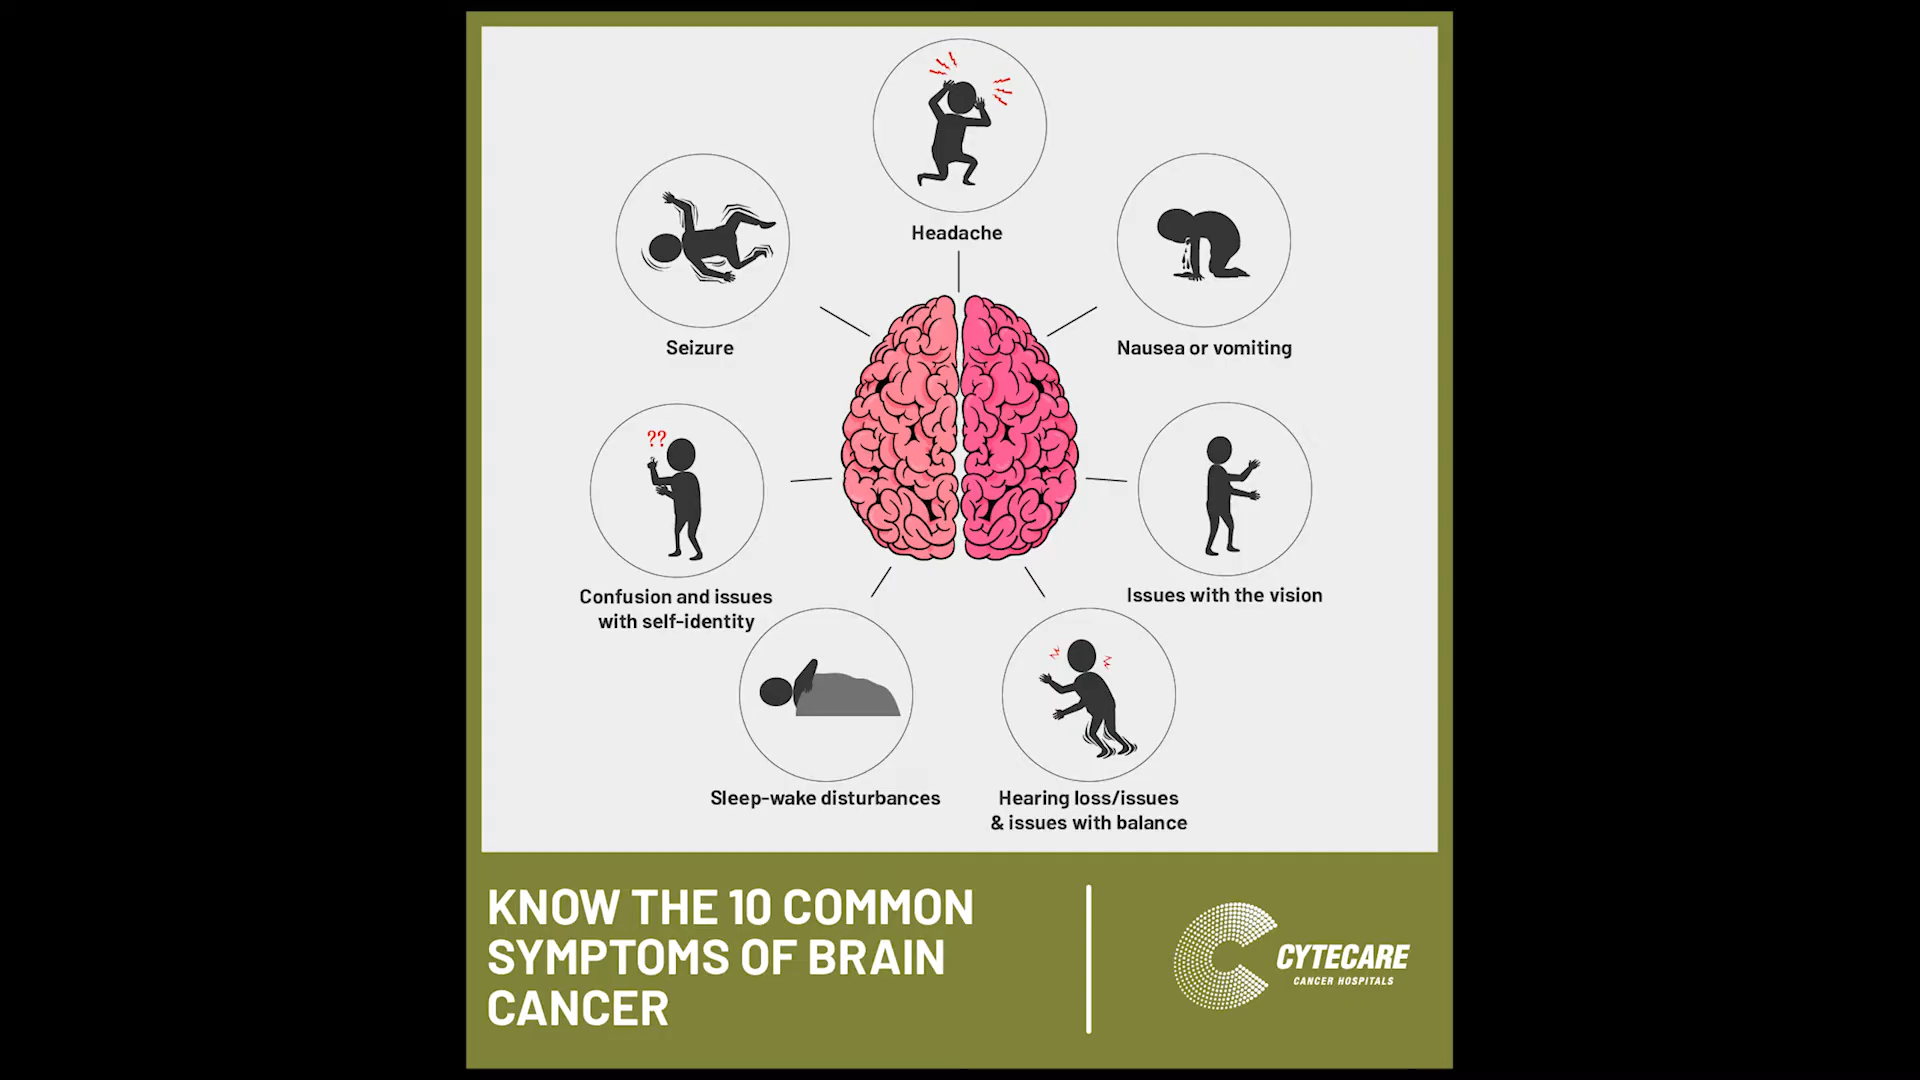 Headache
Seizure
Nausea or vomiting
??
Confusion and issues
with self-identity
Issues with the vision
Sleep-wake disturbances
Hearing loss/issues
& issues with balance
KNOW THE 10 COMMON
SYMPTOMS OF BRAIN
CANCER
CYTECARE
CANCER HOSPITALS